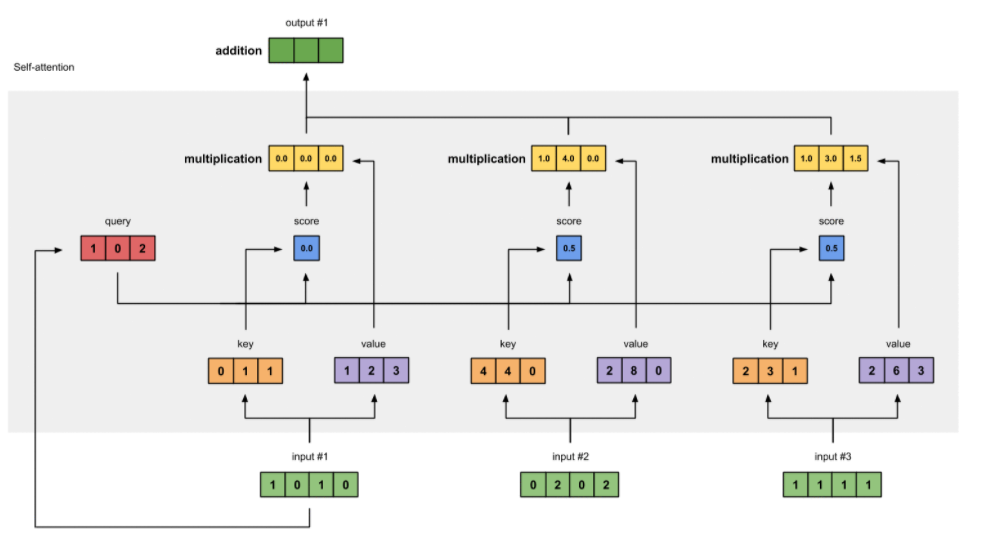 output #1
addition
Self-attention
multiplication 0.0 0.0 0.0
multiplication 1.0 4.0 0.0
multiplication 1.0 3.0 1.5
query
score
score
score
1 0 2
0.0
0.5
0.5
key
value
key
value
key
value
0 1 1
1 2 3
4 4 0
2 8 0
2 3 1
2 6 3
input #1
input #2
input #3
1 0 1 0
0 2 0 2
1 1 1 1